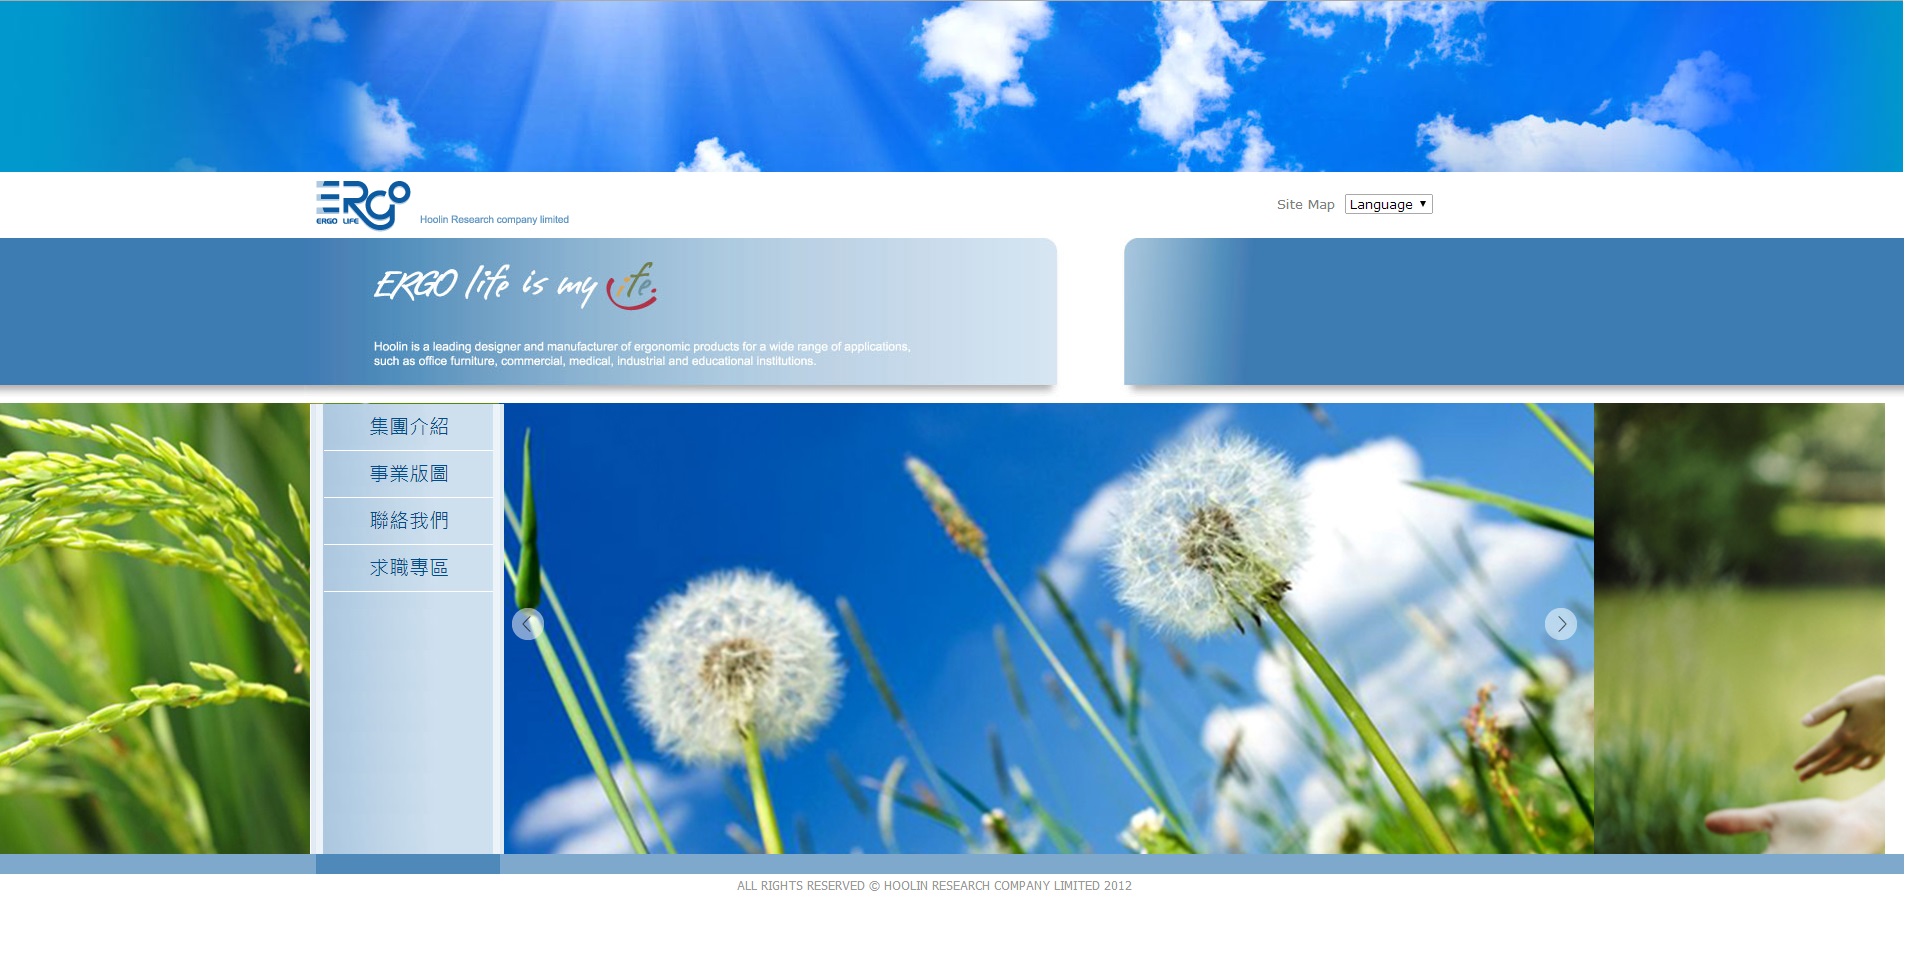 ERGO
ERGO LIFE
Hoolin Research company limited
Site Map
Language
ERGO life is my life.
Hoolin is a leading designer and manufacturer of ergonomic products for a wide range of applications,
such as office furniture, commercial, medical, industrial and educational institutions.
集團介紹
事業版圖
聯絡我們
求職專區
ALL RIGHTS RESERVED © HOOLIN RESEARCH COMPANY LIMITED 2012